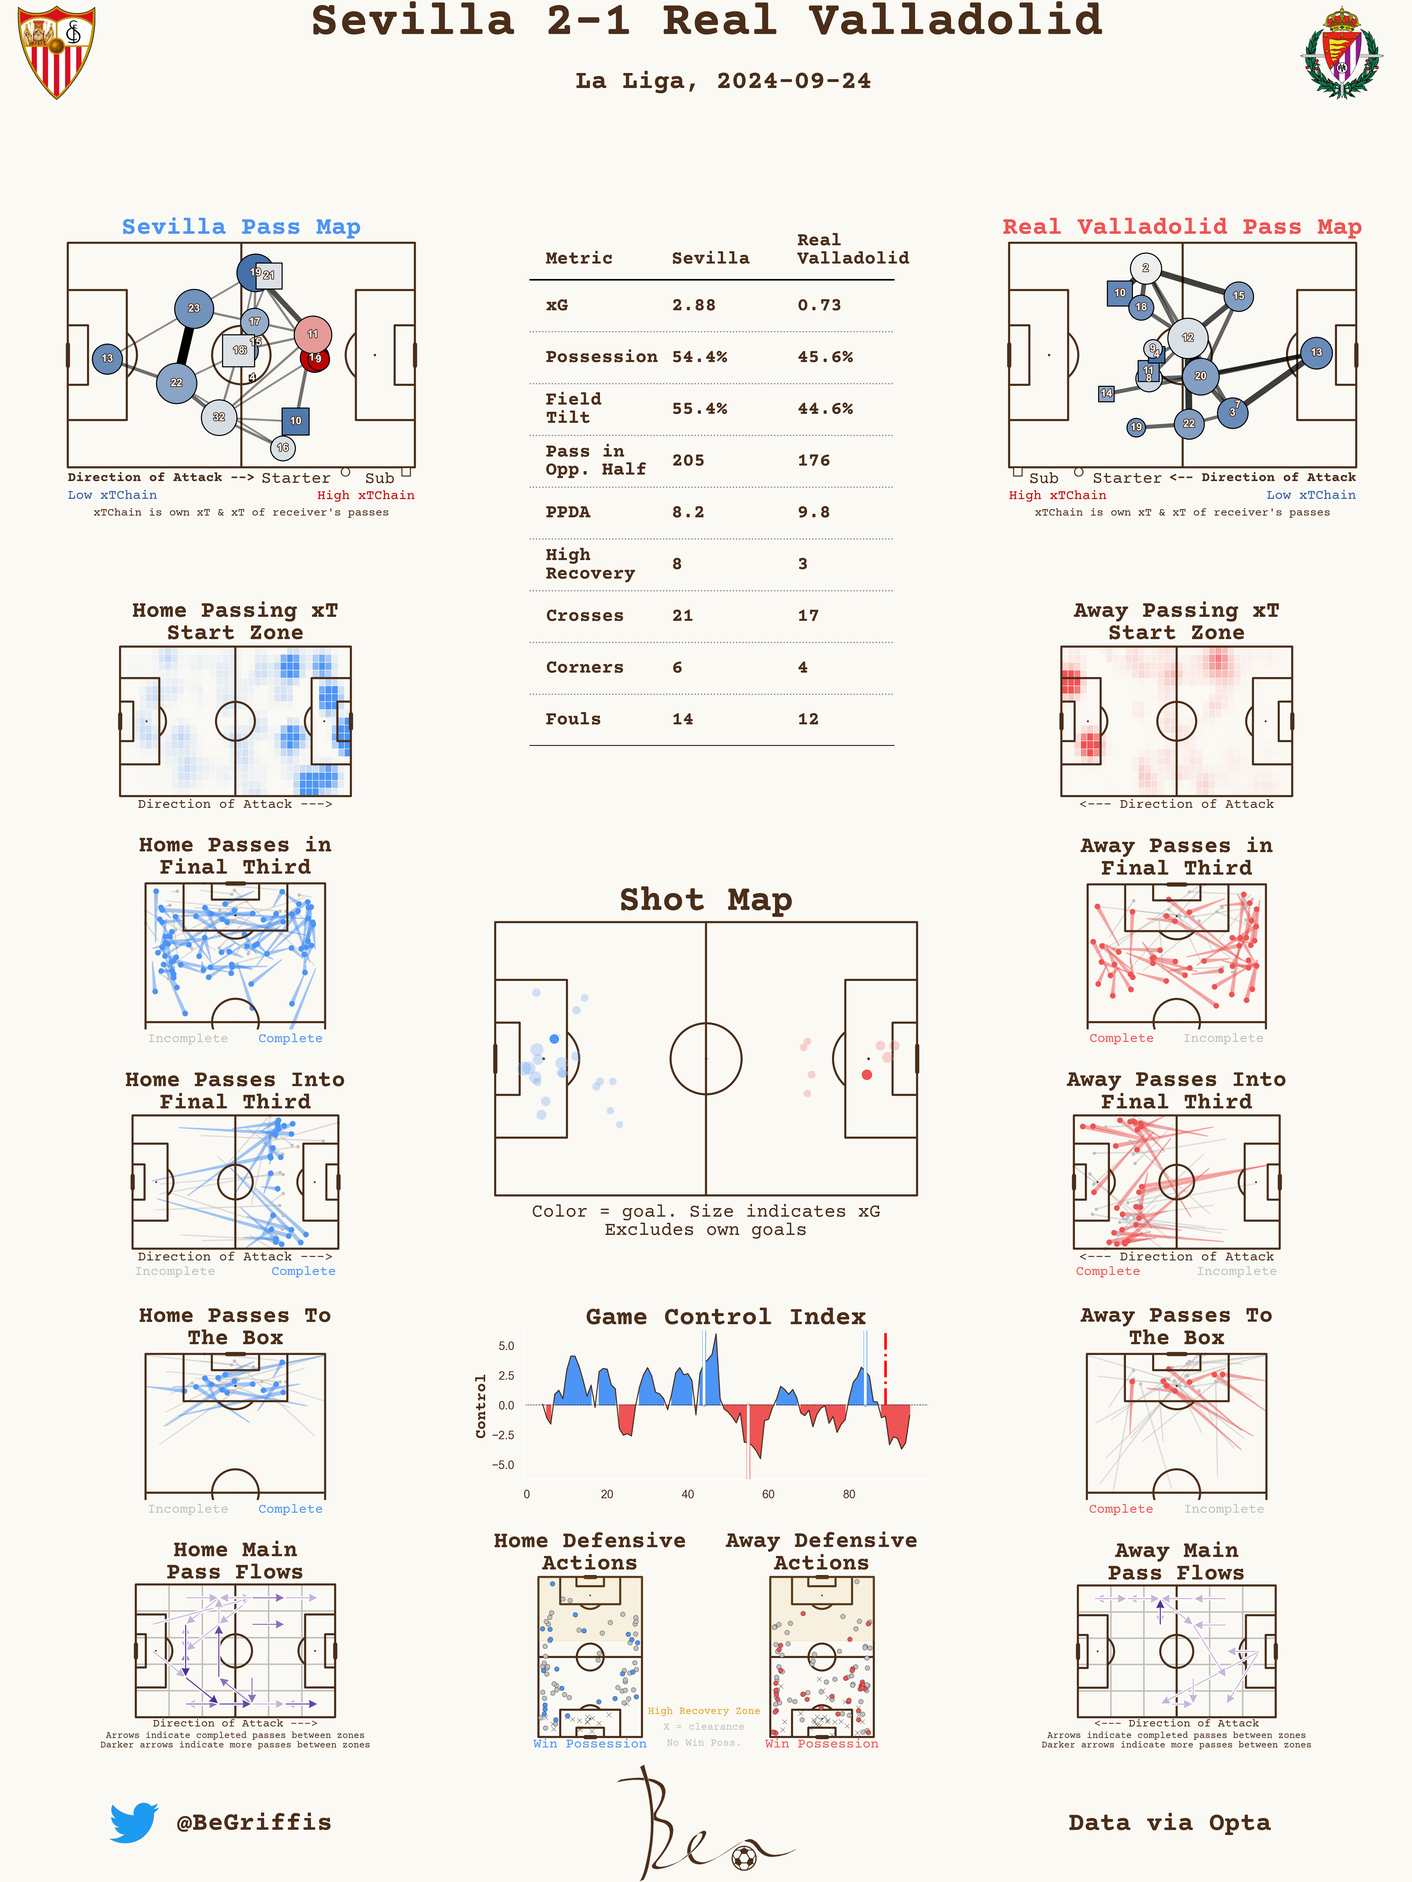 Sevilla 2-1 Real Valladolid
La Liga, 2024-09-24
Sevilla Pass Map
13
23
22
32
19
21
17
15
18
4
11
10
16
Direction of Attack --> Starter Sub
Low xTChain High xTChain
xTChain is own xT & xT of receiver's passes
Metric Sevilla Real Valladolid
xG 2.88 0.73
Possession 54.4% 45.6%
Field Tilt 55.4% 44.6%
Pass in Opp. Half 205 176
PPDA 8.2 9.8
High Recovery 8 3
Crosses 21 17
Corners 6 4
Fouls 14 12
Real Valladolid Pass Map
2
10
18
15
12
9
4
11
8
14
20
13
7
3
19
22
Sub Starter <-- Direction of Attack
High xTChain Low xTChain
xTChain is own xT & xT of receiver's passes
Home Passing xT
Start Zone
Direction of Attack --->
Away Passing xT
Start Zone
<--- Direction of Attack
Home Passes in
Final Third
Incomplete Complete
Away Passes in
Final Third
Complete Incomplete
Shot Map
Color = goal. Size indicates xG
Excludes own goals
Home Passes Into
Final Third
Direction of Attack --->
Incomplete Complete
Away Passes Into
Final Third
<--- Direction of Attack
Complete Incomplete
Home Passes To
The Box
Incomplete Complete
Game Control Index
Control
5.0
2.5
0.0
−2.5
−5.0
0 20 40 60 80
Away Passes To
The Box
Complete Incomplete
Home Main
Pass Flows
Direction of Attack --->
Arrows indicate completed passes between zones
Darker arrows indicate more passes between zones
Home Defensive
Actions
Win Possession
Away Defensive
Actions
Win Possession
High Recovery Zone
X = clearance
No Win Poss.
Away Main
Pass Flows
<--- Direction of Attack
Arrows indicate completed passes between zones
Darker arrows indicate more passes between zones
@BeGriffis
Ben
Data via Opta